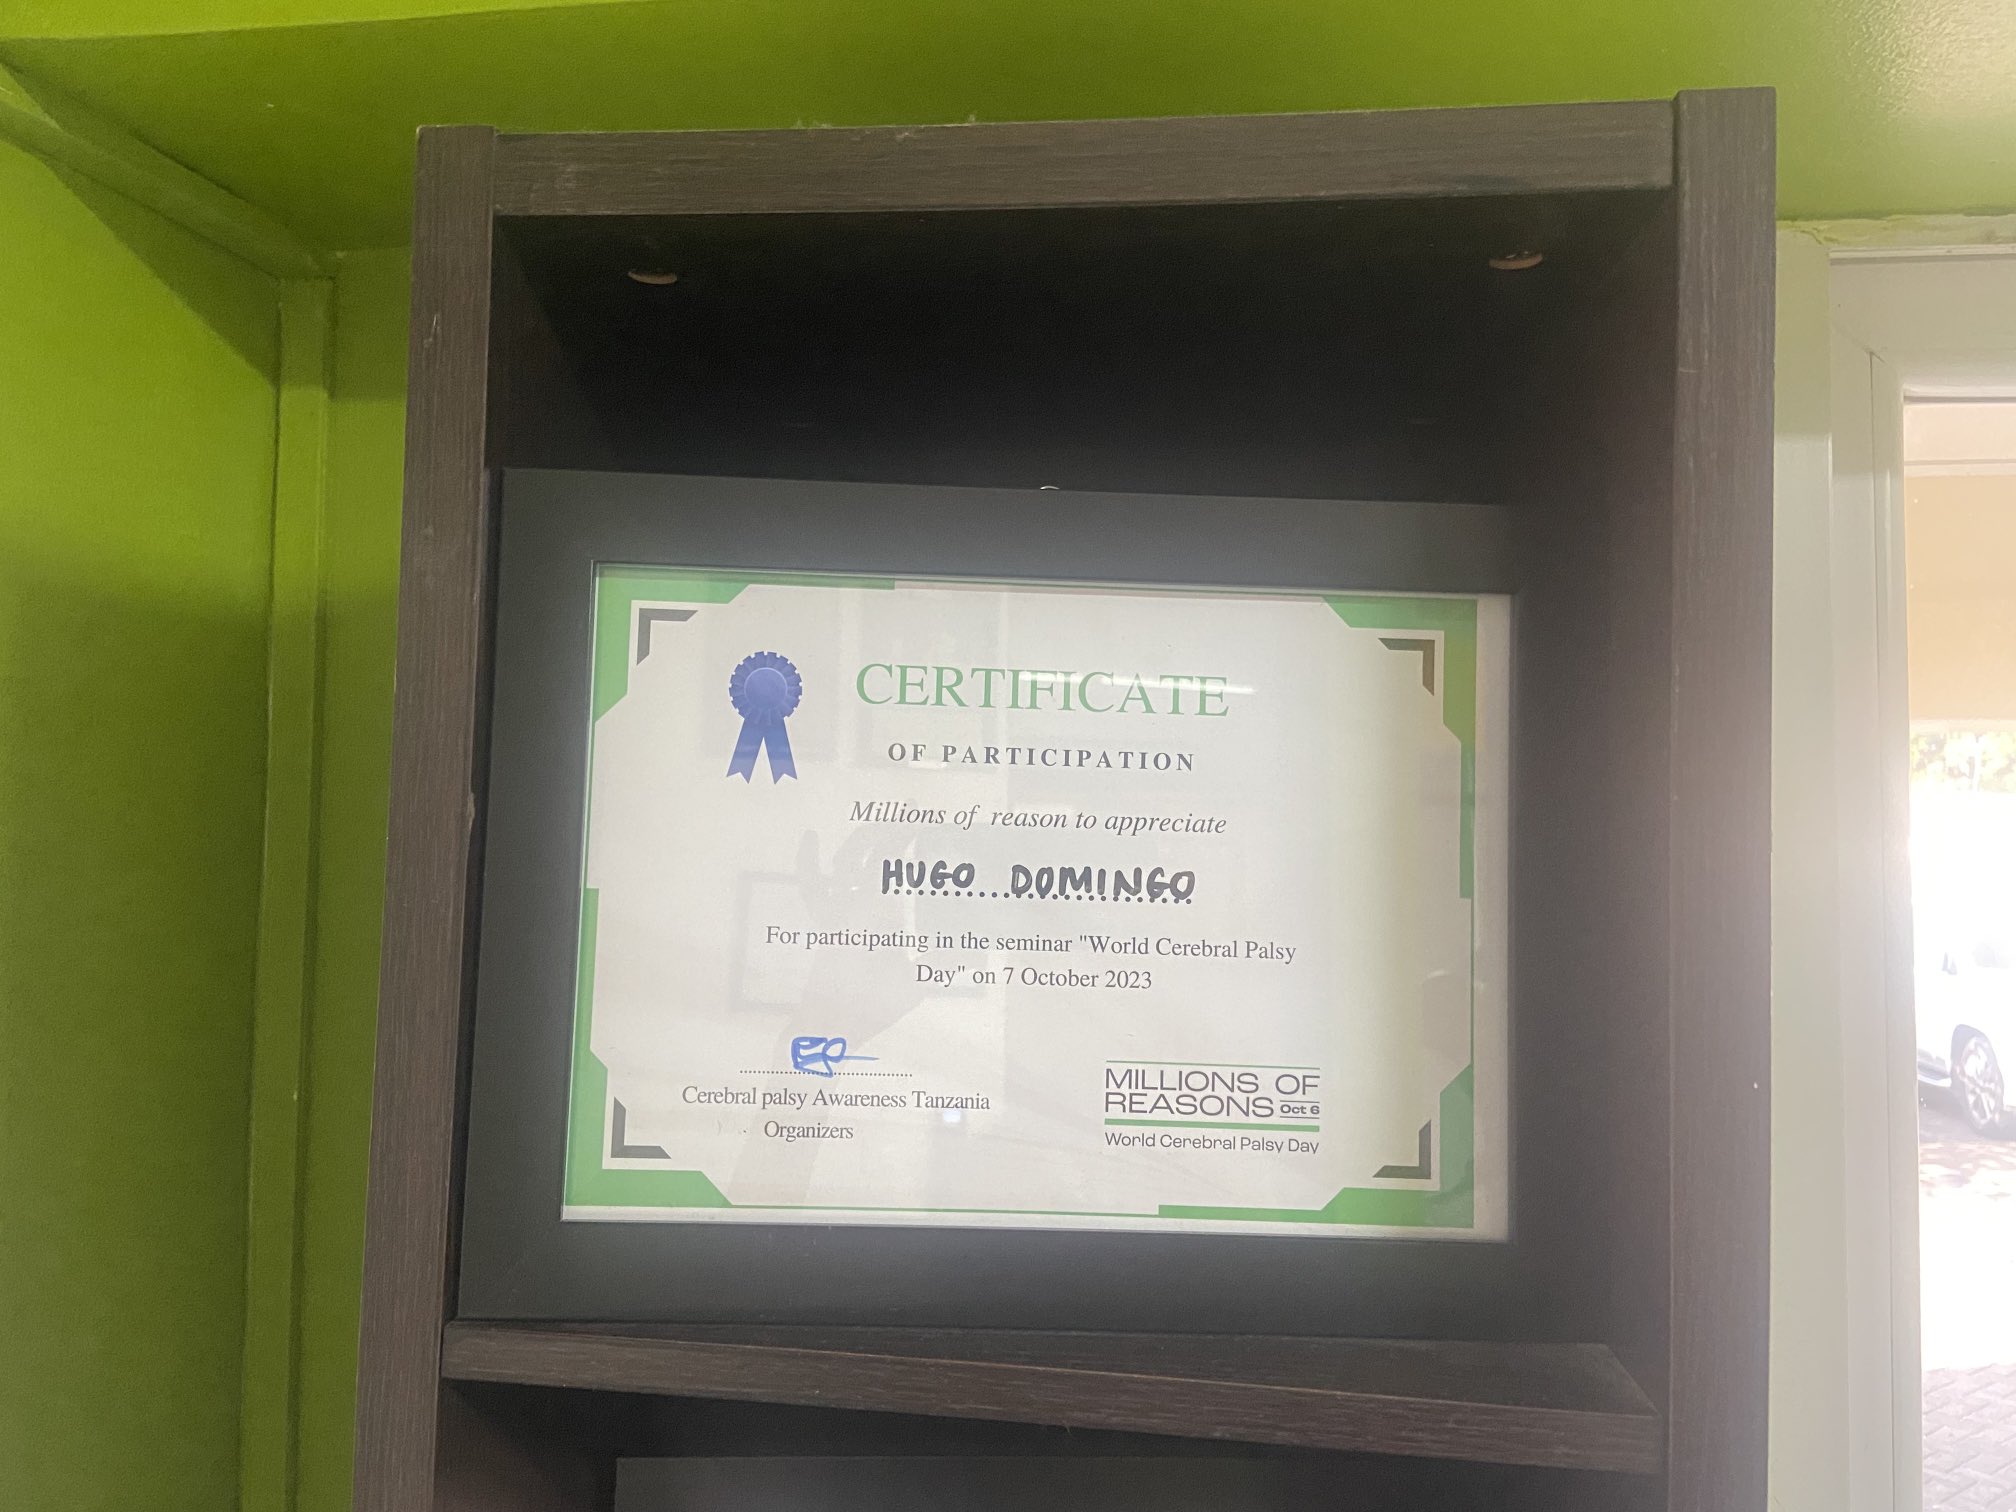 CERTIFICATE
OF PARTICIPATION
Millions of reason to appreciate
HUGO DOMINGO
For participating in the seminar "World Cerebral Palsy
Day" on 7 October 2023
Cerebral palsy Awareness Tanzania
Organizers
MILLIONS OF
REASONS Oct 6
World Cerebral Palsy Day